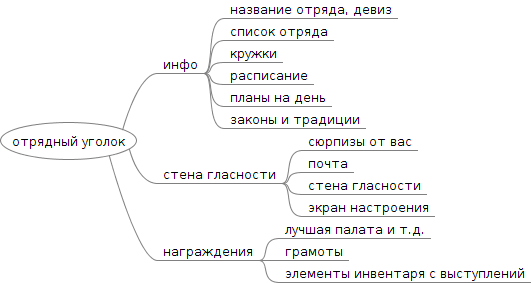 отрядный уголок
инфо
название отряда, девиз
список отряда
кружки
расписание
планы на день
законы и традиции
стена гласности
сюрпизы от вас
почта
стена гласности
экран настроения
награждения
лучшая палата и т.д.
грамоты
элементы инвентаря с выступлений